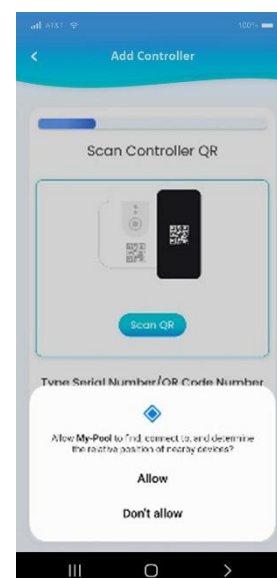 AT&T 100%
Add Controller
Scan Controller QR
Scan QR
Type Serial Number/QR Code Number
Allow My-Pool to find, connect to, and determine
the relative position of nearby devices?
Allow
Don't allow